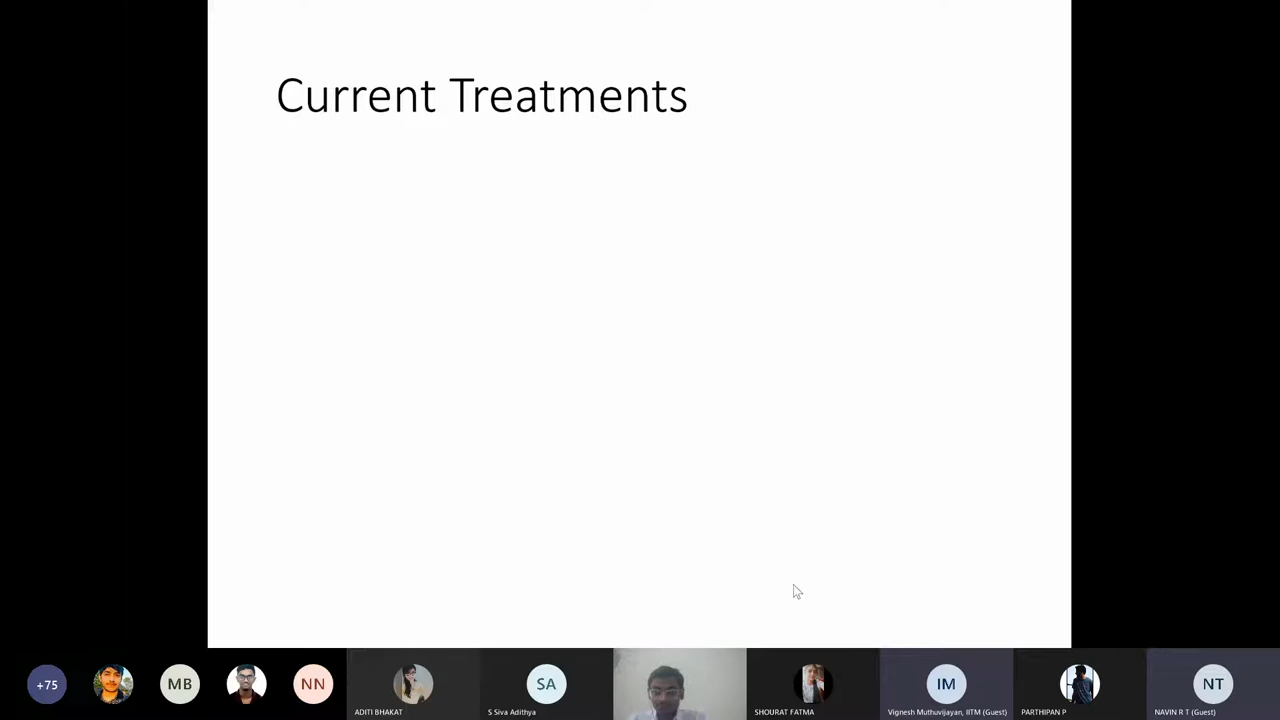 Current Treatments
+75
MB
NN
ADITI BHAKAT
SA
S Siva Adithya
SHOURAT FATMA
IM
Vignesh Muthuvijayan, IITM (Guest)
PARTHIPAN P
NT
NAVIN R T (Guest)